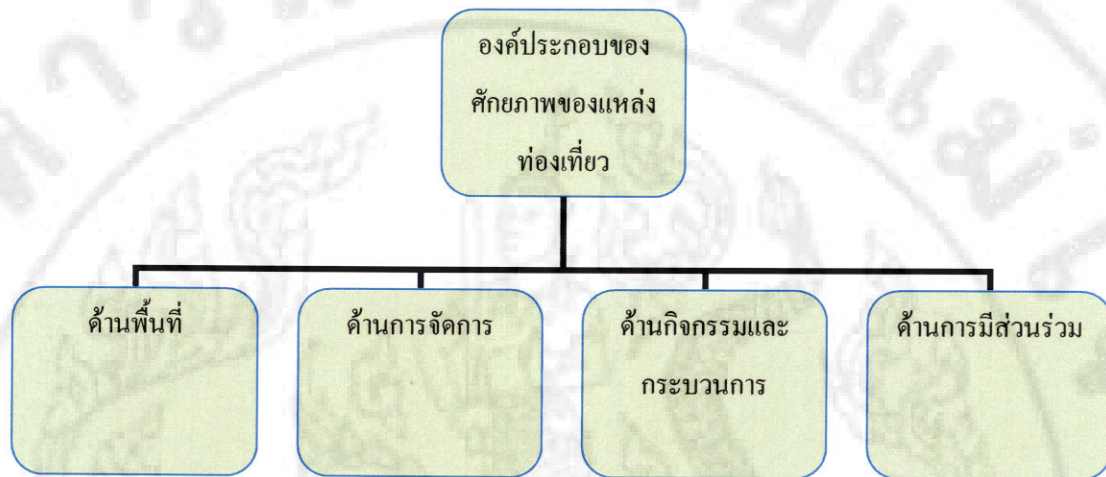 องค์ประกอบของ
ศักยภาพของแหล่ง
ท่องเที่ยว
ด้านพื้นที่
ด้านการจัดการ
ด้านกิจกรรมและ
กระบวนการ
ด้านการมีส่วนร่วม